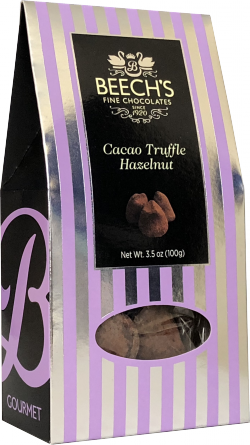 B
BEECH'S
FINE CHOCOLATES
SINCE
1920
Cacao Truffle
Hazelnut
Net Wt. 3.5 oz (100g)
B
GOURMET